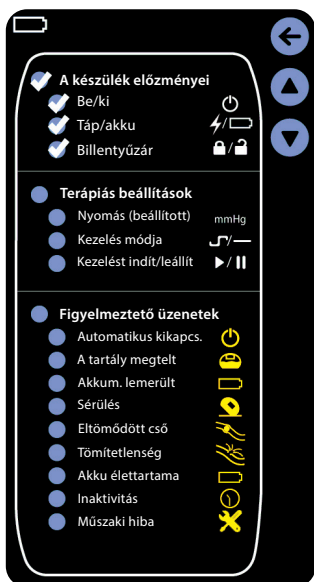 A készülék előzményei
Be/ki
Táp/akku
/
Billentyűzár
/
Terápiás beállítások
Nyomás (beállított) mmHg
Kezelés módja
/
Kezelést indít/leállít
/
Figyelmeztető üzenetek
Automatikus kikapcs.
A tartály megtelt
Akkum. lemerült
Sérülés
Eltömődött cső
Tömítetlenség
Akku élettartama
Inaktivitás
Műszaki hiba